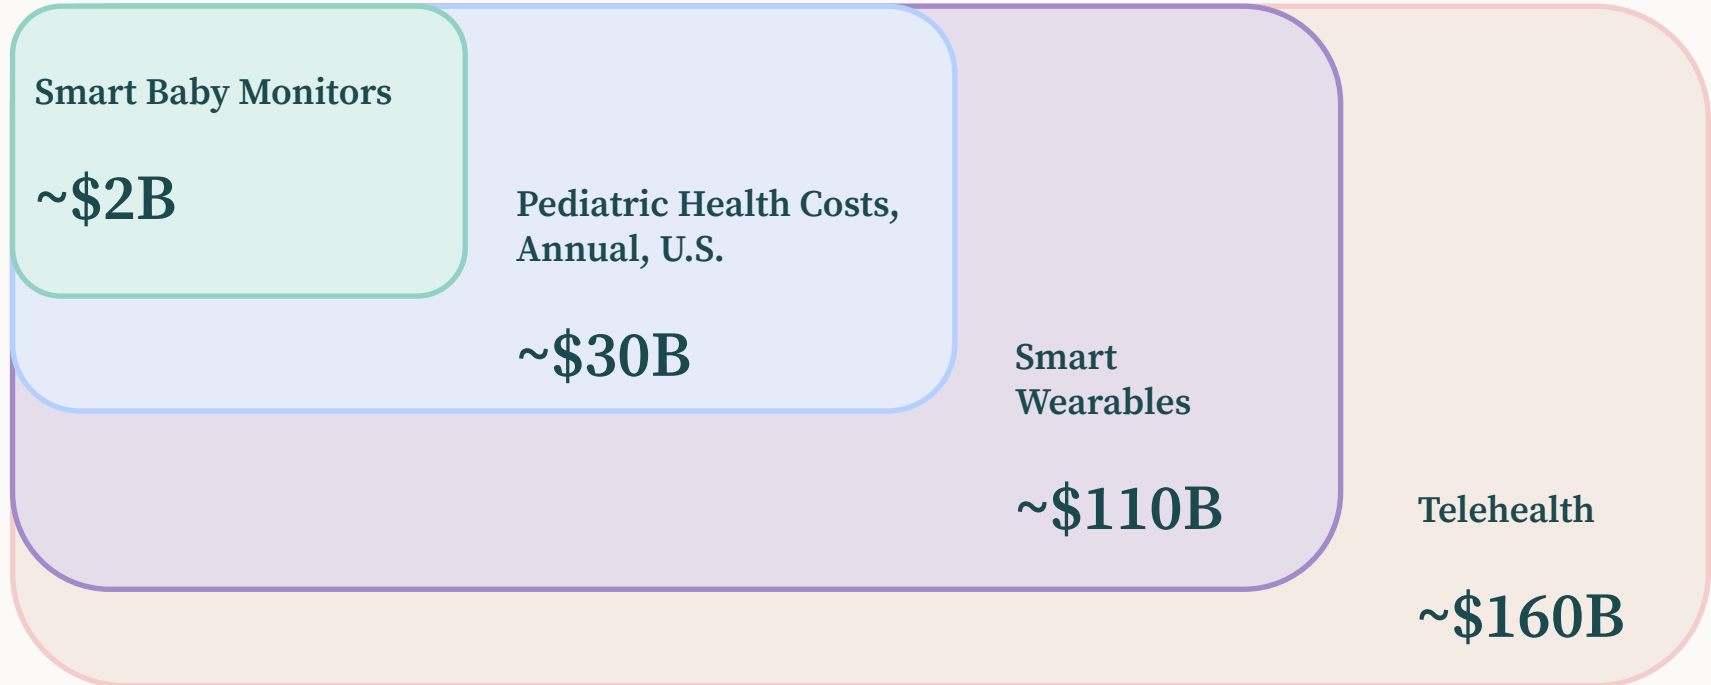 Smart Baby Monitors
~$2B
Pediatric Health Costs,
Annual, U.S.
~$30B
Smart
Wearables
~$110B
Telehealth
~$160B